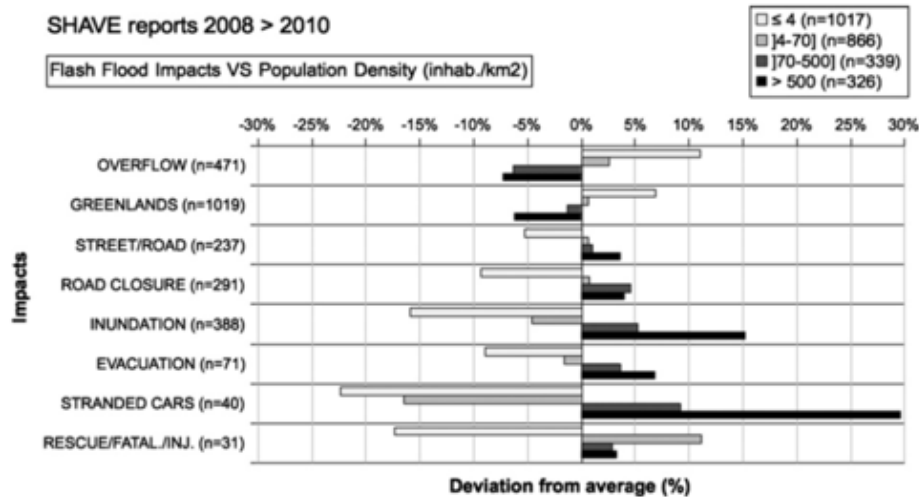 SHAVE reports 2008 > 2010
Flash Flood Impacts VS Population Density (inhab./km2)
≤ 4 (n=1017)
]4-70] (n=866)
]70-500] (n=339)
> 500 (n=326)
-30% -25% -20% -15% -10% -5% 0% 5% 10% 15% 20% 25% 30%
OVERFLOW (n=471)
GREENLANDS (n=1019)
STREET/ROAD (n=237)
ROAD CLOSURE (n=291)
INUNDATION (n=388)
EVACUATION (n=71)
STRANDED CARS (n=40)
RESCUE/FATAL./INJ. (n=31)
Impacts
Deviation from average (%)